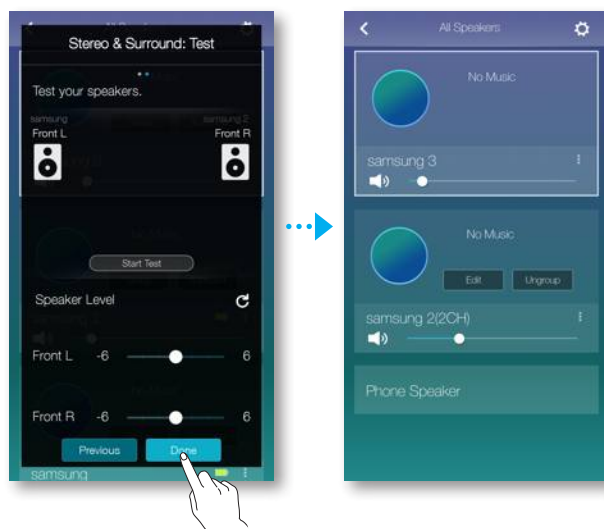 Stereo & Surround: Test
Test your speakers.
samsung
samsung 2
Front L
Front R
Start Test
Speaker Level
Front L -6 6
Front R -6 6
Previous
Done
samsung
All Speakers
No Music
samsung 3
No Music
Edit
Ungroup
samsung 2(2CH)
Phone Speaker